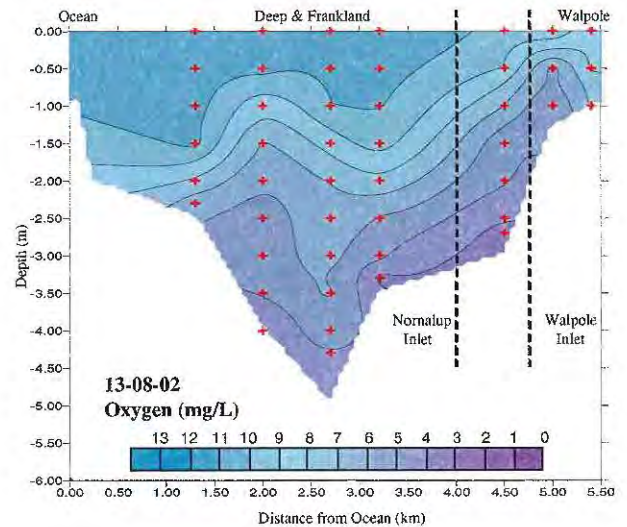 Ocean Deep & Frankland Walpole
0.00
-0.50
-1.00
-1.50
-2.00
-2.50
-3.00
-3.50
-4.00
-4.50
-5.00
-5.50
-6.00
Depth (m)
Nornalup Inlet
Walpole Inlet
13-08-02
Oxygen (mg/L)
13 12 11 10 9 8 7 6 5 4 3 2 1 0
0.00 0.50 1.00 1.50 2.00 2.50 3.00 3.50 4.00 4.50 5.00 5.50
Distance from Ocean (km)